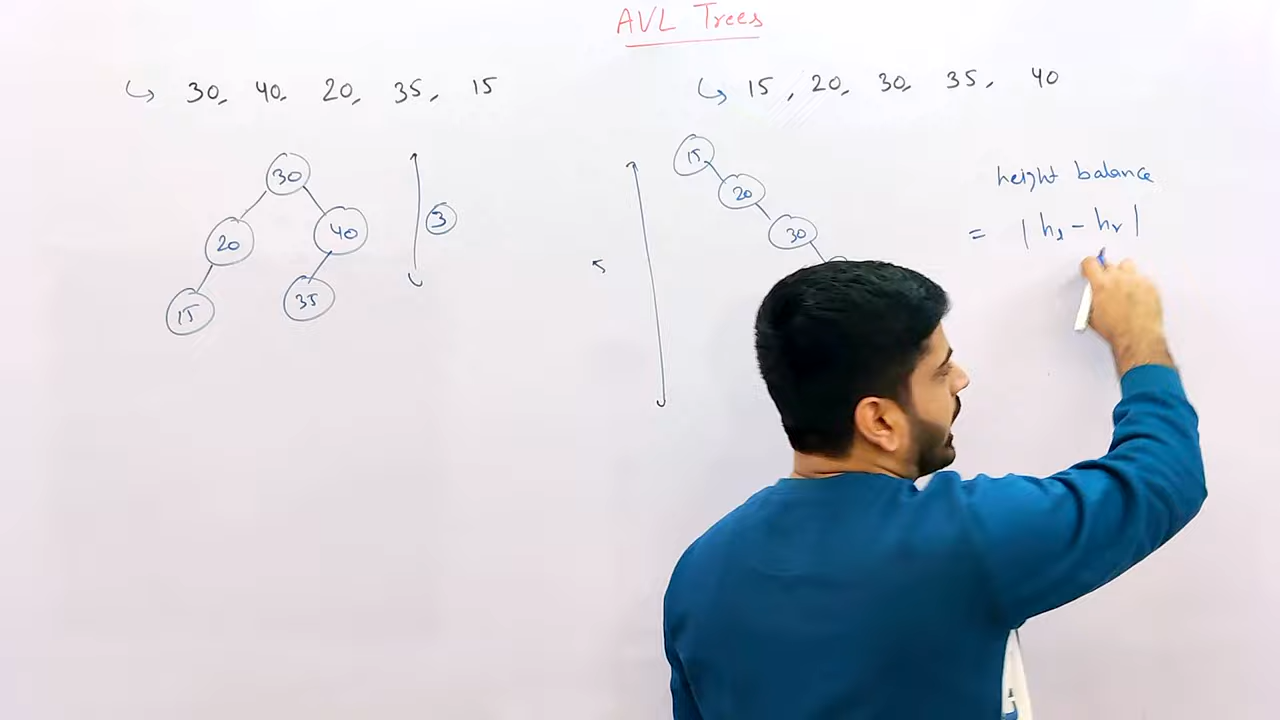 AVL Trees
↳ 30, 40, 20, 35, 15
30
20 40
15 35
3
↳ 15, 20, 30, 35, 40
15
20
30
height balance
= | hl - hr |
A